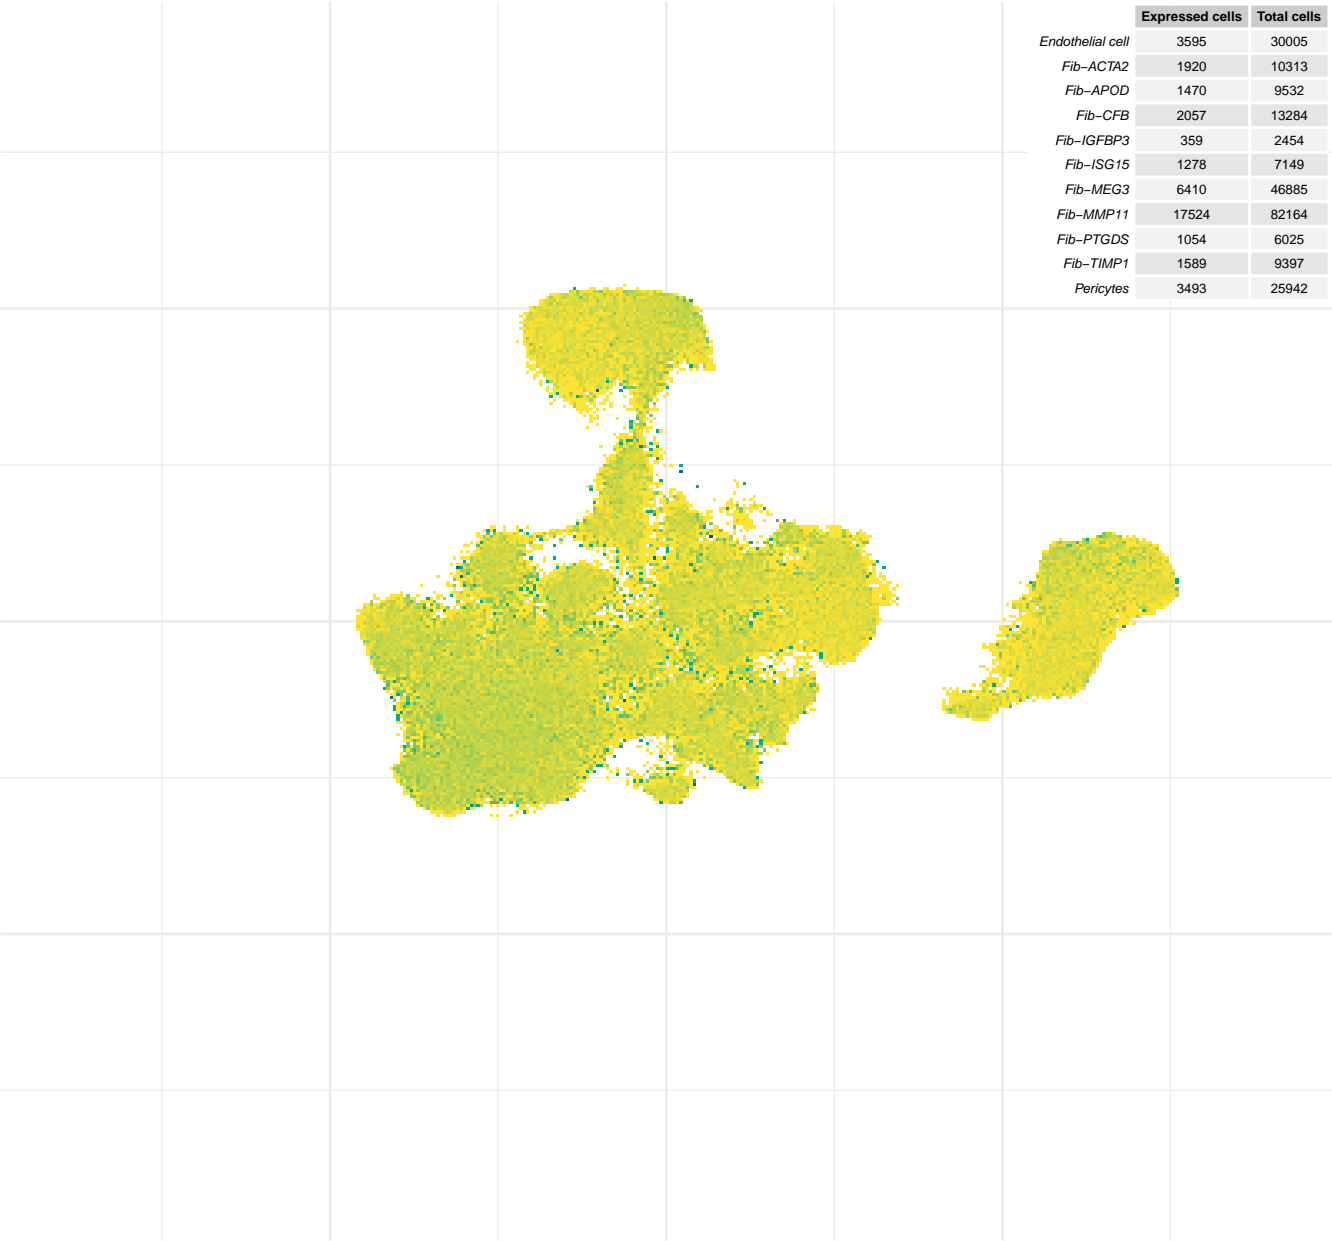 Expressed cells Total cells
Endothelial cell 3595 30005
Fib−ACTA2 1920 10313
Fib−APOD 1470 9532
Fib−CFB 2057 13284
Fib−IGFBP3 359 2454
Fib−ISG15 1278 7149
Fib−MEG3 6410 46885
Fib−MMP11 17524 82164
Fib−PTGDS 1054 6025
Fib−TIMP1 1589 9397
Pericytes 3493 25942